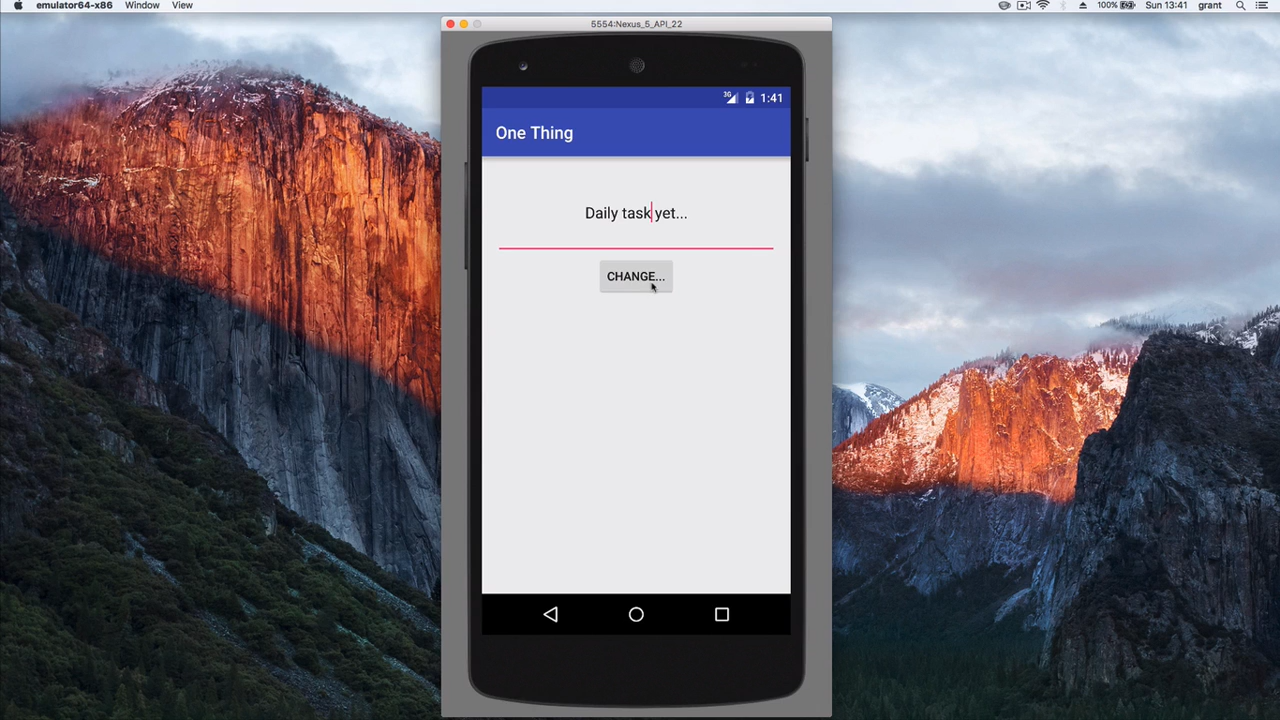 emulator64-x86 Window View 100% Sun 13:41 grant
5554:Nexus_5_API_22
3G 1:41
One Thing
Daily task yet...
CHANGE...